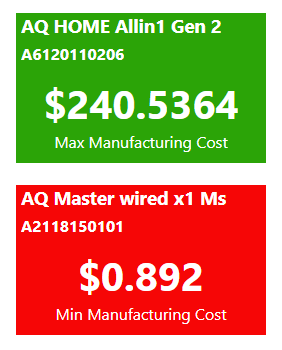 AQ HOME Allin1 Gen 2
A6120110206
$240.5364
Max Manufacturing Cost
AQ Master wired x1 Ms
A2118150101
$0.892
Min Manufacturing Cost